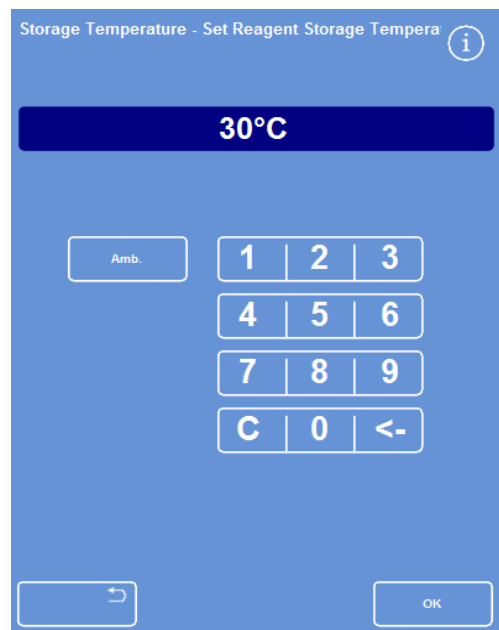 Storage Temperature - Set Reagent Storage Tempera
i
30°C
Amb.
1 2 3
4 5 6
7 8 9
C 0 <-
OK